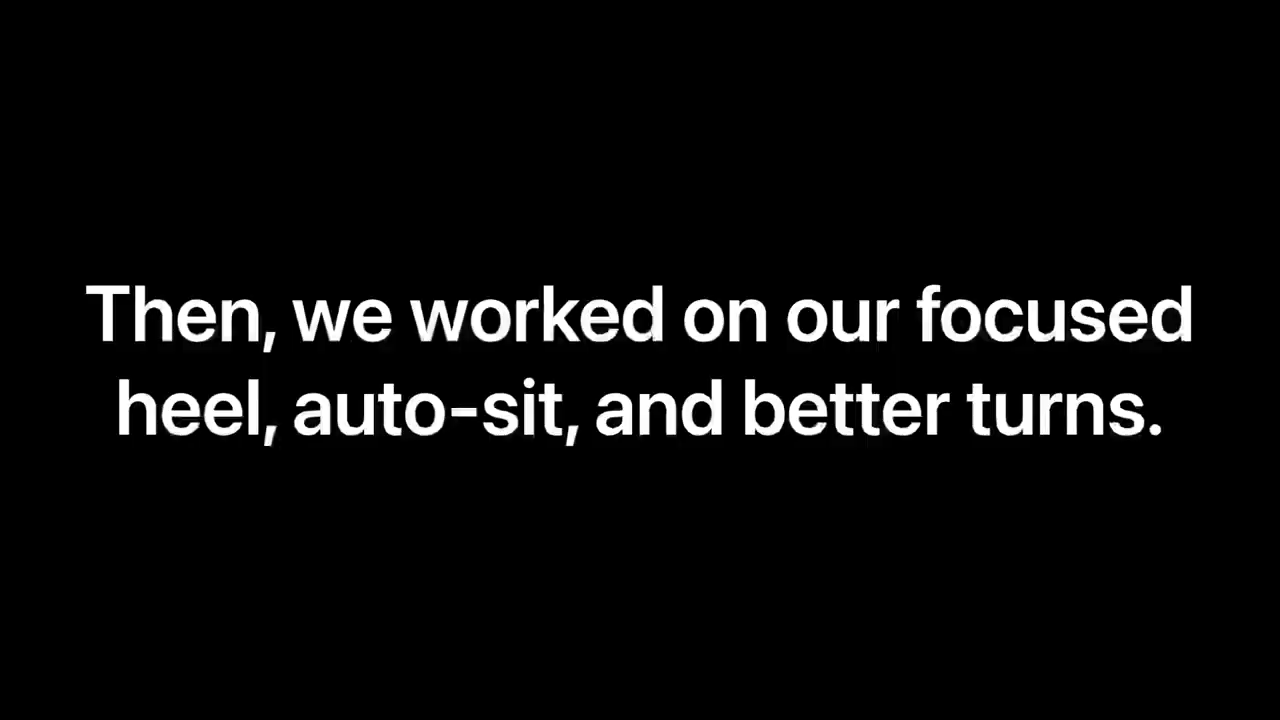 Then, we worked on our focused
heel, auto-sit, and better turns.